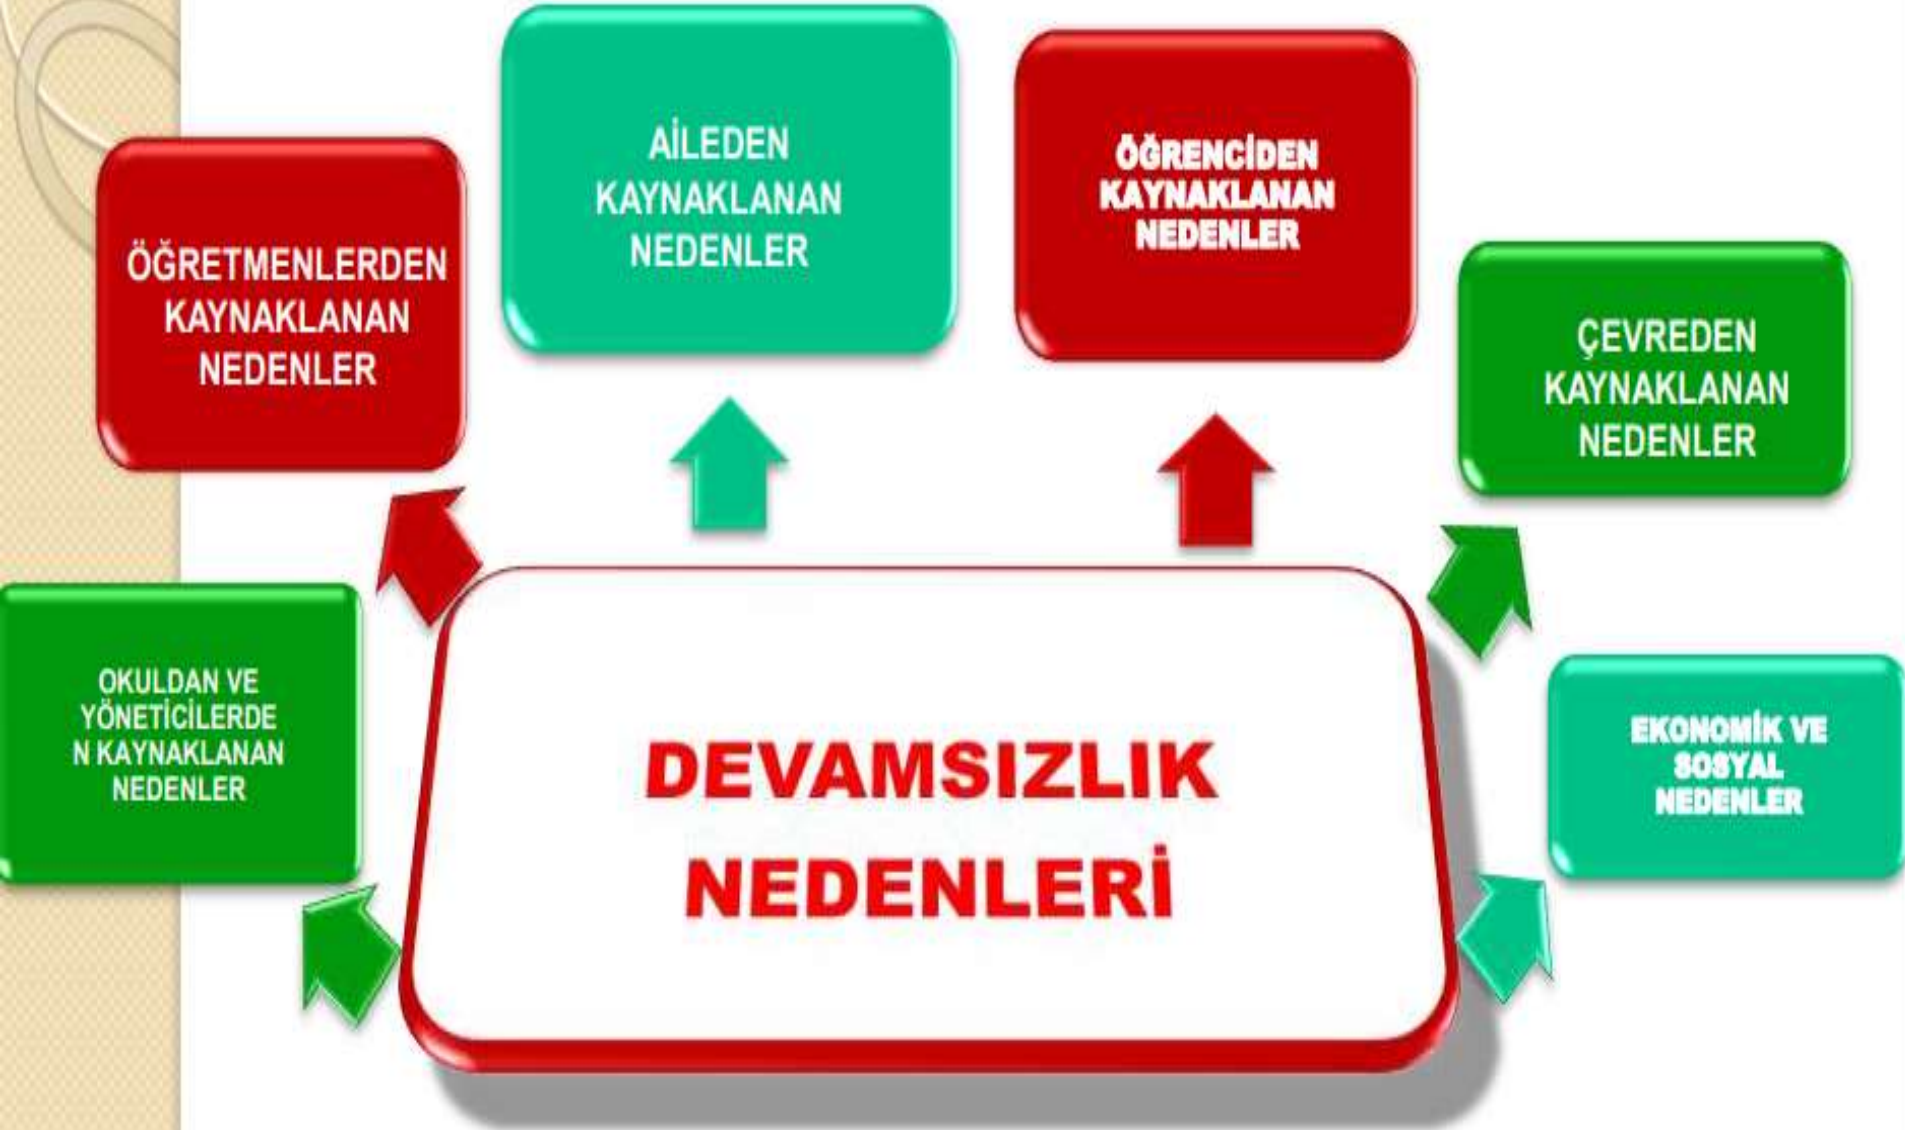 AİLEDEN
KAYNAKLANAN
NEDENLER
ÖĞRENCİDEN
KAYNAKLANAN
NEDENLER
ÖĞRETMENLERDEN
KAYNAKLANAN
NEDENLER
ÇEVREDEN
KAYNAKLANAN
NEDENLER
OKULDAN VE
YÖNETİCİLERDE
N KAYNAKLANAN
NEDENLER
EKONOMİK VE
SOSYAL
NEDENLER
DEVAMSIZLIK
NEDENLERİ